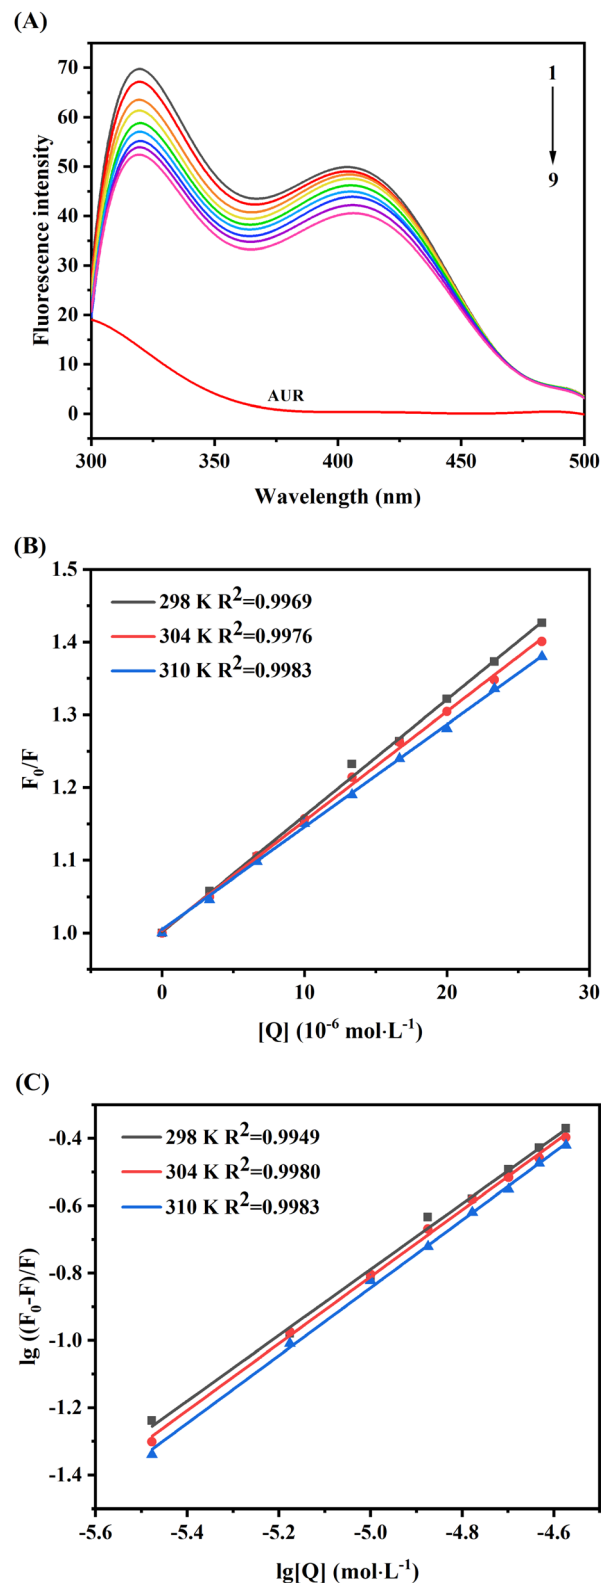 (A)
Fluorescence intensity
70
60
50
40
30
20
10
0
1
9
AUR
300
350
400
450
500
Wavelength (nm)
(B)
F₀/F
1.5
1.4
1.3
1.2
1.1
1.0
298 K R²=0.9969
304 K R²=0.9976
310 K R²=0.9983
0
10
20
30
[Q] (10⁻⁶ mol·L⁻¹)
(C)
lg ((F₀-F)/F)
-0.4
-0.6
-0.8
-1.0
-1.2
-1.4
298 K R²=0.9949
304 K R²=0.9980
310 K R²=0.9983
-5.6
-5.4
-5.2
-5.0
-4.8
-4.6
lg[Q] (mol·L⁻¹)